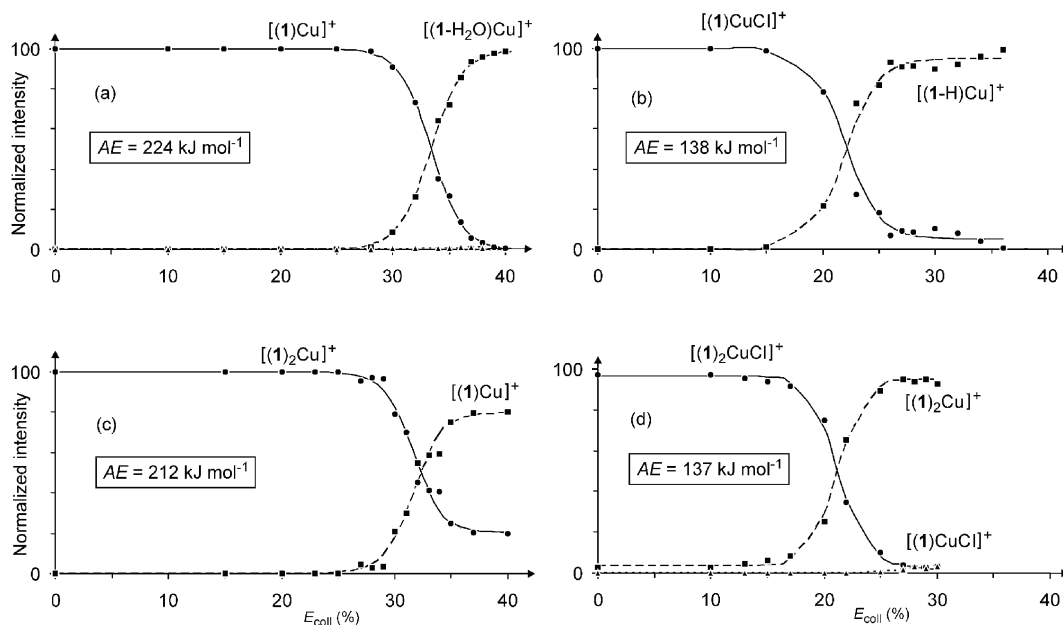 [(1)Cu]⁺ [(1-H₂O)Cu]⁺
100
(a)
AE = 224 kJ mol⁻¹
Normalized intensity
0
0 10 20 30 40
[(1)CuCl]⁺
100
(b)
[(1-H)Cu]⁺
AE = 138 kJ mol⁻¹
0
0 10 20 30 40
[(1)₂Cu]⁺
100
[(1)Cu]⁺
(c)
AE = 212 kJ mol⁻¹
Normalized intensity
0
0 10 20 30 40
E_coll (%)
[(1)₂CuCl]⁺
100
[(1)₂Cu]⁺
(d)
AE = 137 kJ mol⁻¹
[(1)CuCl]⁺
0
0 10 20 30 40
E_coll (%)